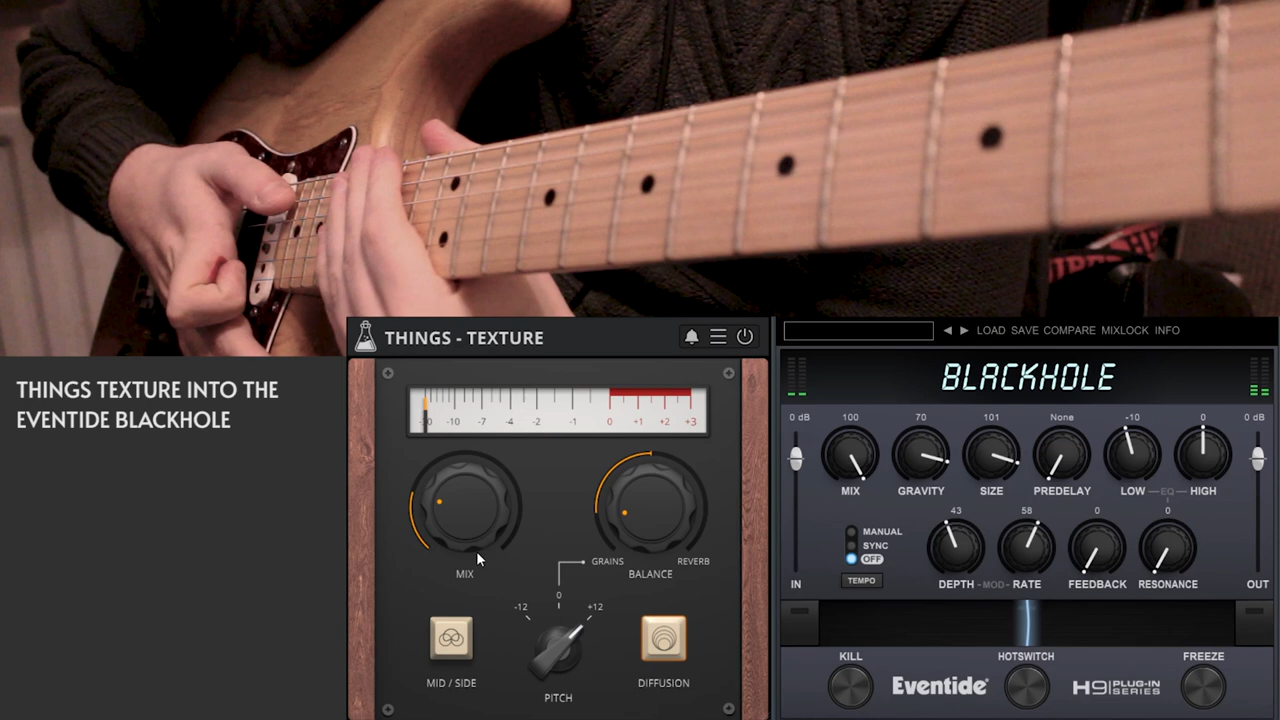 THINGS TEXTURE INTO THE
EVENTIDE BLACKHOLE
THINGS - TEXTURE
-10 -7 -4 -2 -1 0 +1 +2 +3
MIX
GRAINS REVERB
BALANCE
0
-12 +12
MID / SIDE
PITCH
DIFFUSION
LOAD SAVE COMPARE MIXLOCK INFO
BLACKHOLE
0 dB 100 70 101 None -10 0 0 dB
MIX GRAVITY SIZE PREDELAY LOW EQ HIGH
43 58 0 0
MANUAL
SYNC
OFF
TEMPO
IN DEPTH -MOD- RATE FEEDBACK RESONANCE OUT
KILL HOTSWITCH FREEZE
Eventide® H9 PLUG-IN SERIES